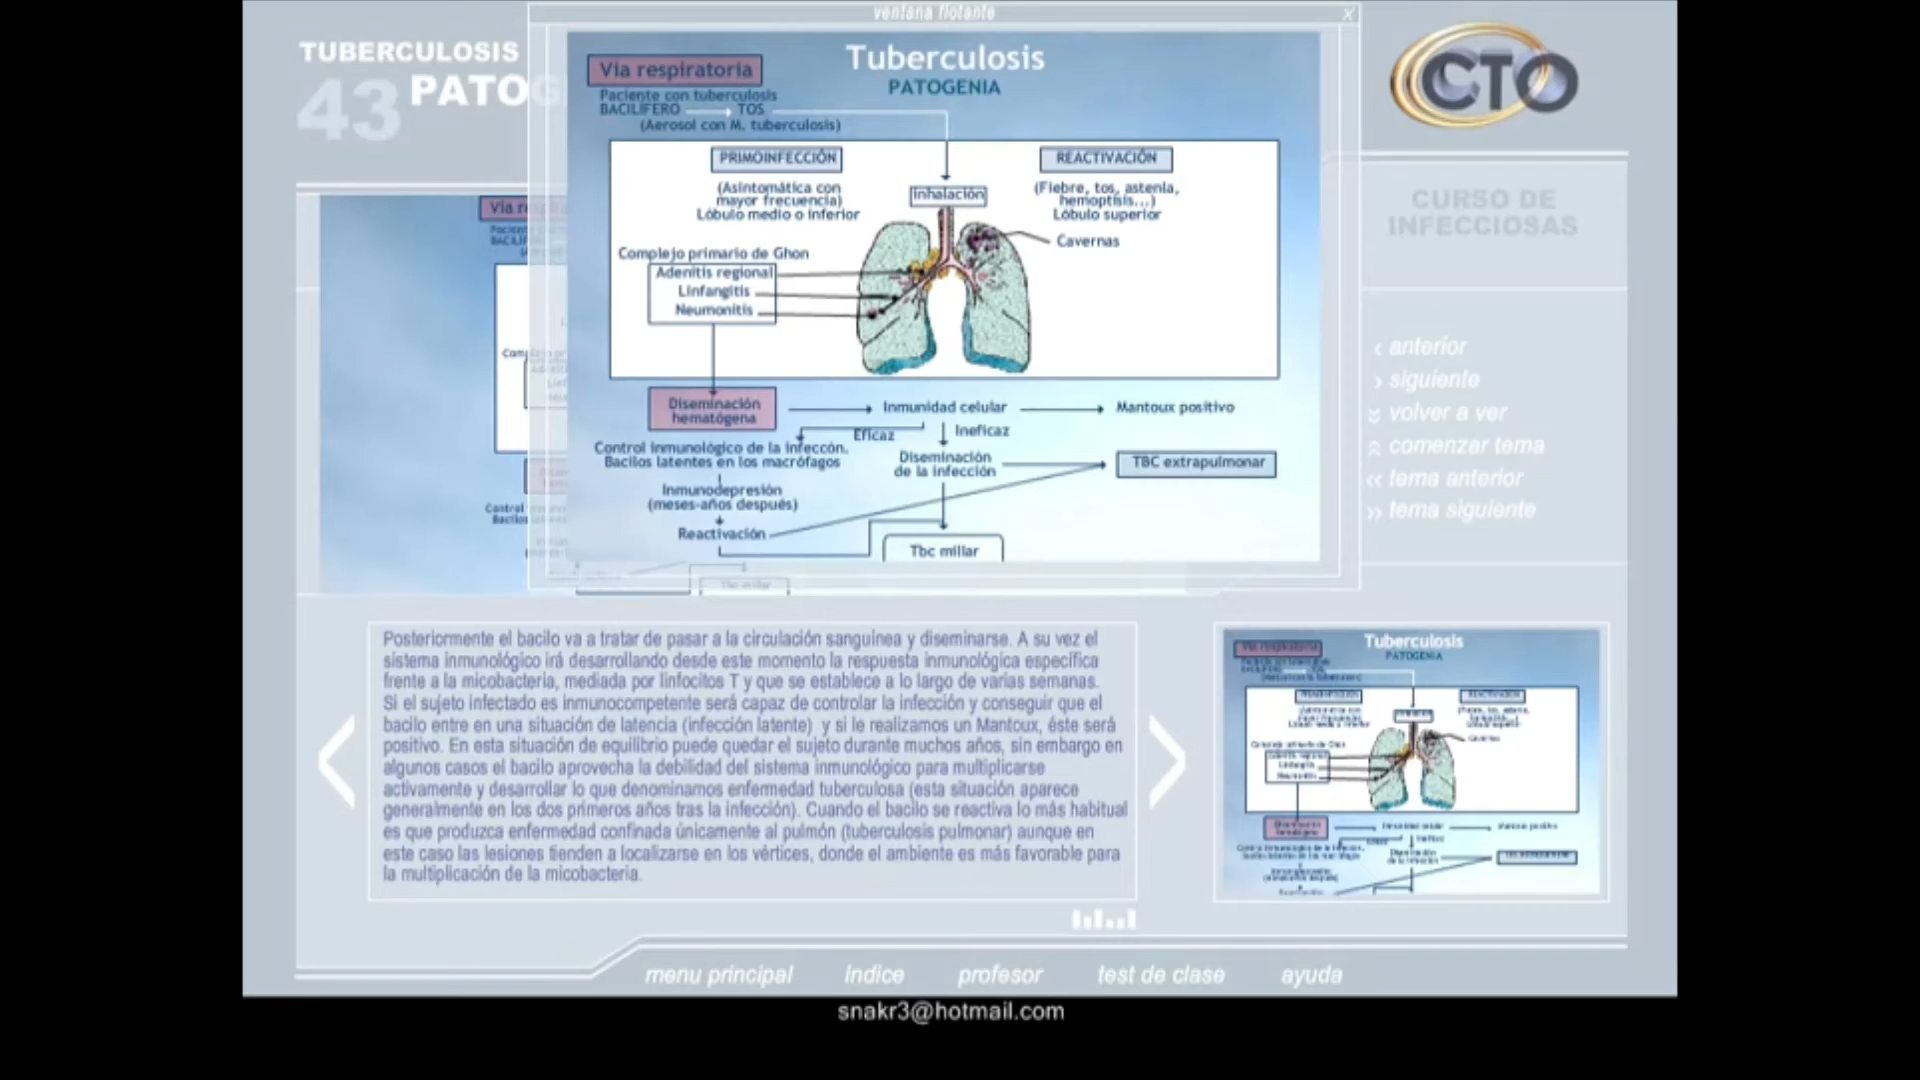 ventana flotante
x
TUBERCULOSIS
43 PATOG
CTO
Vía respiratoria
Tuberculosis
PATOGENIA
Paciente con tuberculosis
BACILÍFERO TOS
(Aerosol con M. tuberculosis)
PRIMOINFECCIÓN
(Asintomática con
mayor frecuencia)
Lóbulo medio o inferior
Inhalación
REACTIVACIÓN
(Fiebre, tos, astenia,
hemoptisis...)
Lóbulo superior
Cavernas
Complejo primario de Ghon
Adenitis regional
Linfangitis
Neumonitis
Diseminación
hematógena
Inmunidad celular
Mantoux positivo
Eficaz
Ineficaz
Control inmunológico de la infeccón.
Bacilos latentes en los macrófagos
Diseminación
de la infección
TBC extrapulmonar
Inmunodepresión
(meses-años después)
Reactivación
Tbc miliar
CURSO DE
INFECCIOSAS
‹ anterior
› siguiente
volver a ver
comenzar tema
‹‹ tema anterior
›› tema siguiente
Posteriormente el bacilo va a tratar de pasar a la circulación sanguínea y diseminarse. A su vez el
sistema inmunológico irá desarrollando desde este momento la respuesta inmunológica específica
frente a la micobacteria, mediada por linfocitos T y que se establece a lo largo de varias semanas.
Si el sujeto infectado es inmunocompetente será capaz de controlar la infección y conseguir que el
bacilo entre en una situación de latencia (infección latente) y si le realizamos un Mantoux, éste será
positivo. En esta situación de equilibrio puede quedar el sujeto durante muchos años, sin embargo en
algunos casos el bacilo aprovecha la debilidad del sistema inmunológico para multiplicarse
activamente y desarrollar lo que denominamos enfermedad tuberculosa (esta situación aparece
generalmente en los dos primeros años tras la infección). Cuando el bacilo se reactiva lo más habitual
es que produzca enfermedad confinada únicamente al pulmón (tuberculosis pulmonar) aunque en
este caso las lesiones tienden a localizarse en los vértices, donde el ambiente es más favorable para
la multiplicación de la micobacteria.
Tuberculosis
PATOGENIA
menu principal
índice
profesor
test de clase
ayuda
snakr3@hotmail.com